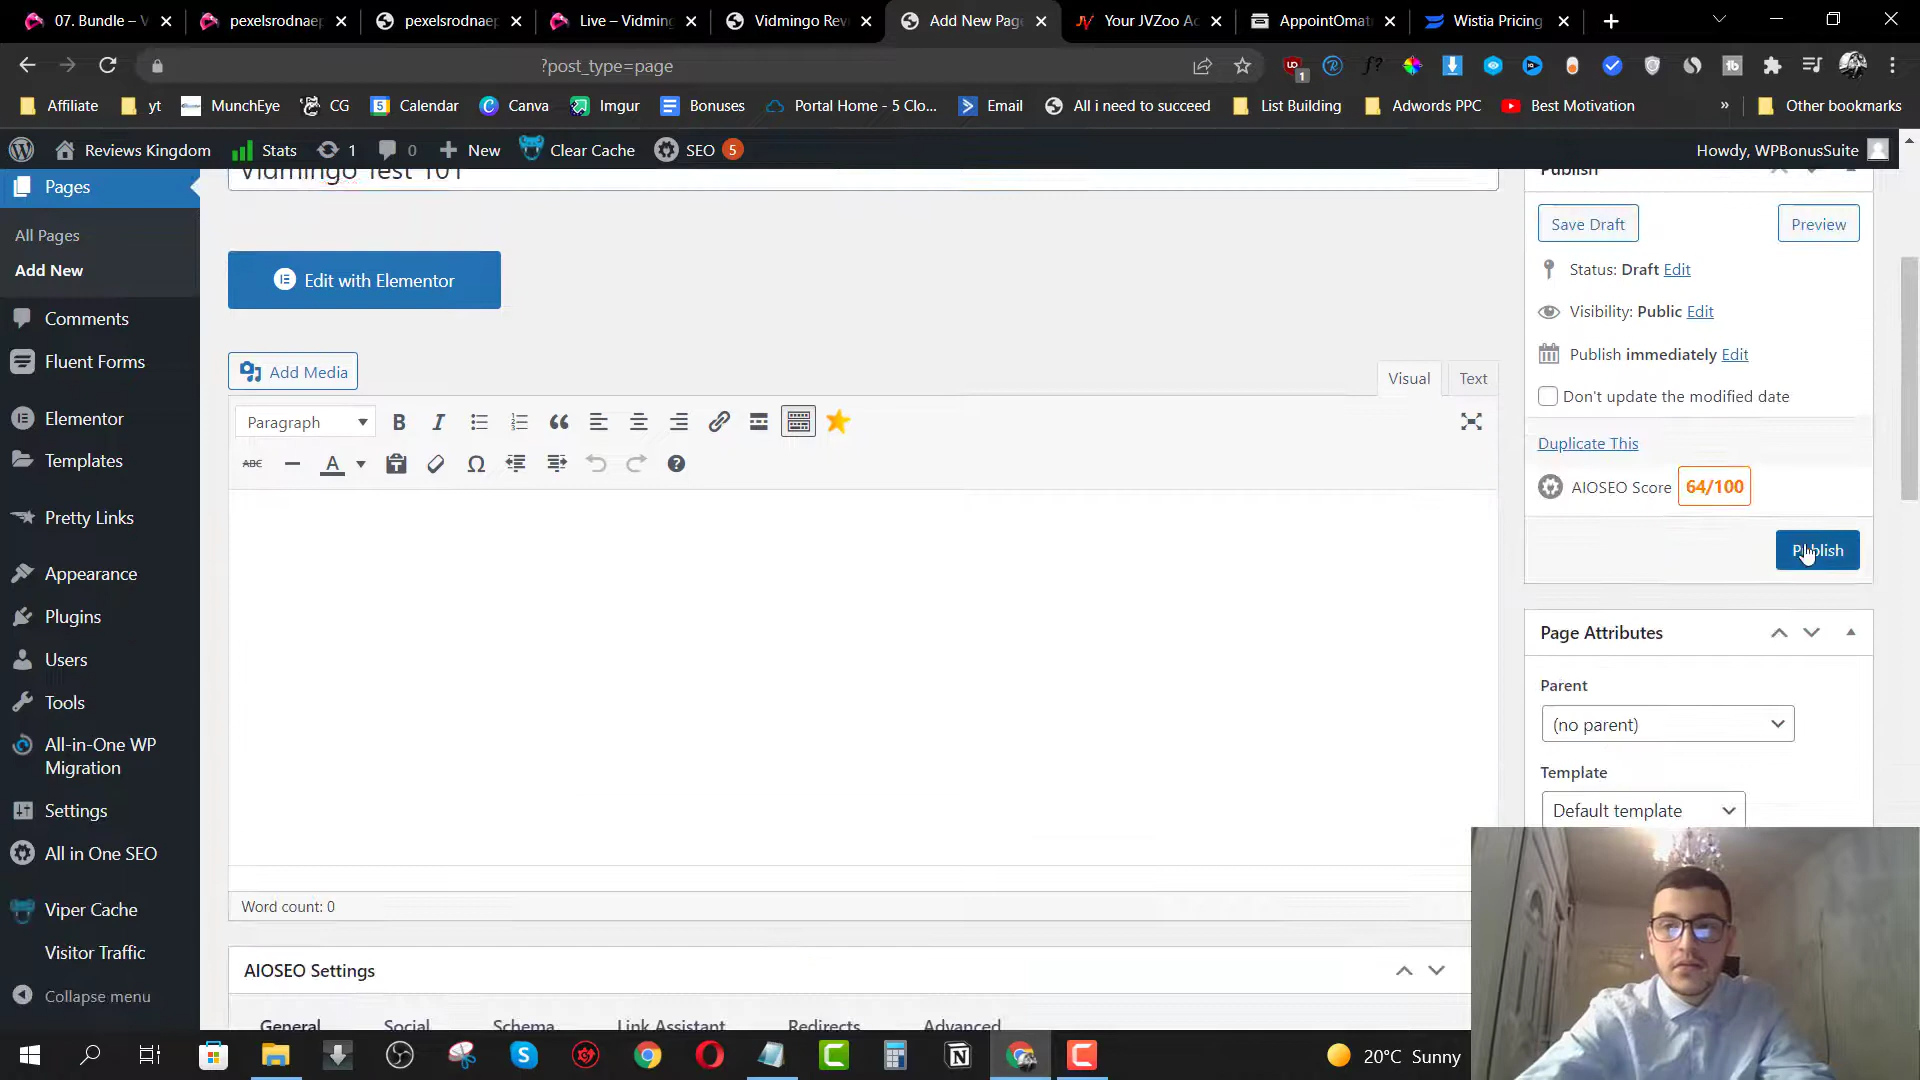 07. Bundle – V
pexelsrodnaep
pexelsrodnaep
Live – Vidming
Vidmingo Rev
Add New Page
Your JVZoo Ac
AppointOmat
Wistia Pricing
?post_type=page
1
Affiliate
yt
MunchEye
CG
Calendar
Canva
Imgur
Bonuses
Portal Home - 5 Clo...
Email
All i need to succeed
List Building
Adwords PPC
Best Motivation
»
Other bookmarks
Reviews Kingdom
Stats
1
0
New
Clear Cache
SEO
5
Howdy, WPBonusSuite
Pages
All Pages
Add New
Comments
Fluent Forms
Elementor
Templates
Pretty Links
Appearance
Plugins
Users
Tools
All-in-One WP
Migration
Settings
All in One SEO
Viper Cache
Visitor Traffic
Collapse menu
Vidmingo Test 101
Edit with Elementor
Add Media
Visual
Text
Paragraph
B
I
ABC
A
Word count: 0
AIOSEO Settings
General
Social
Schema
Link Assistant
Redirects
Advanced
Publish
Save Draft
Preview
Status: Draft Edit
Visibility: Public Edit
Publish immediately Edit
Don't update the modified date
Duplicate This
AIOSEO Score
64/100
Publish
Page Attributes
Parent
(no parent)
Template
Default template
20°C Sunny